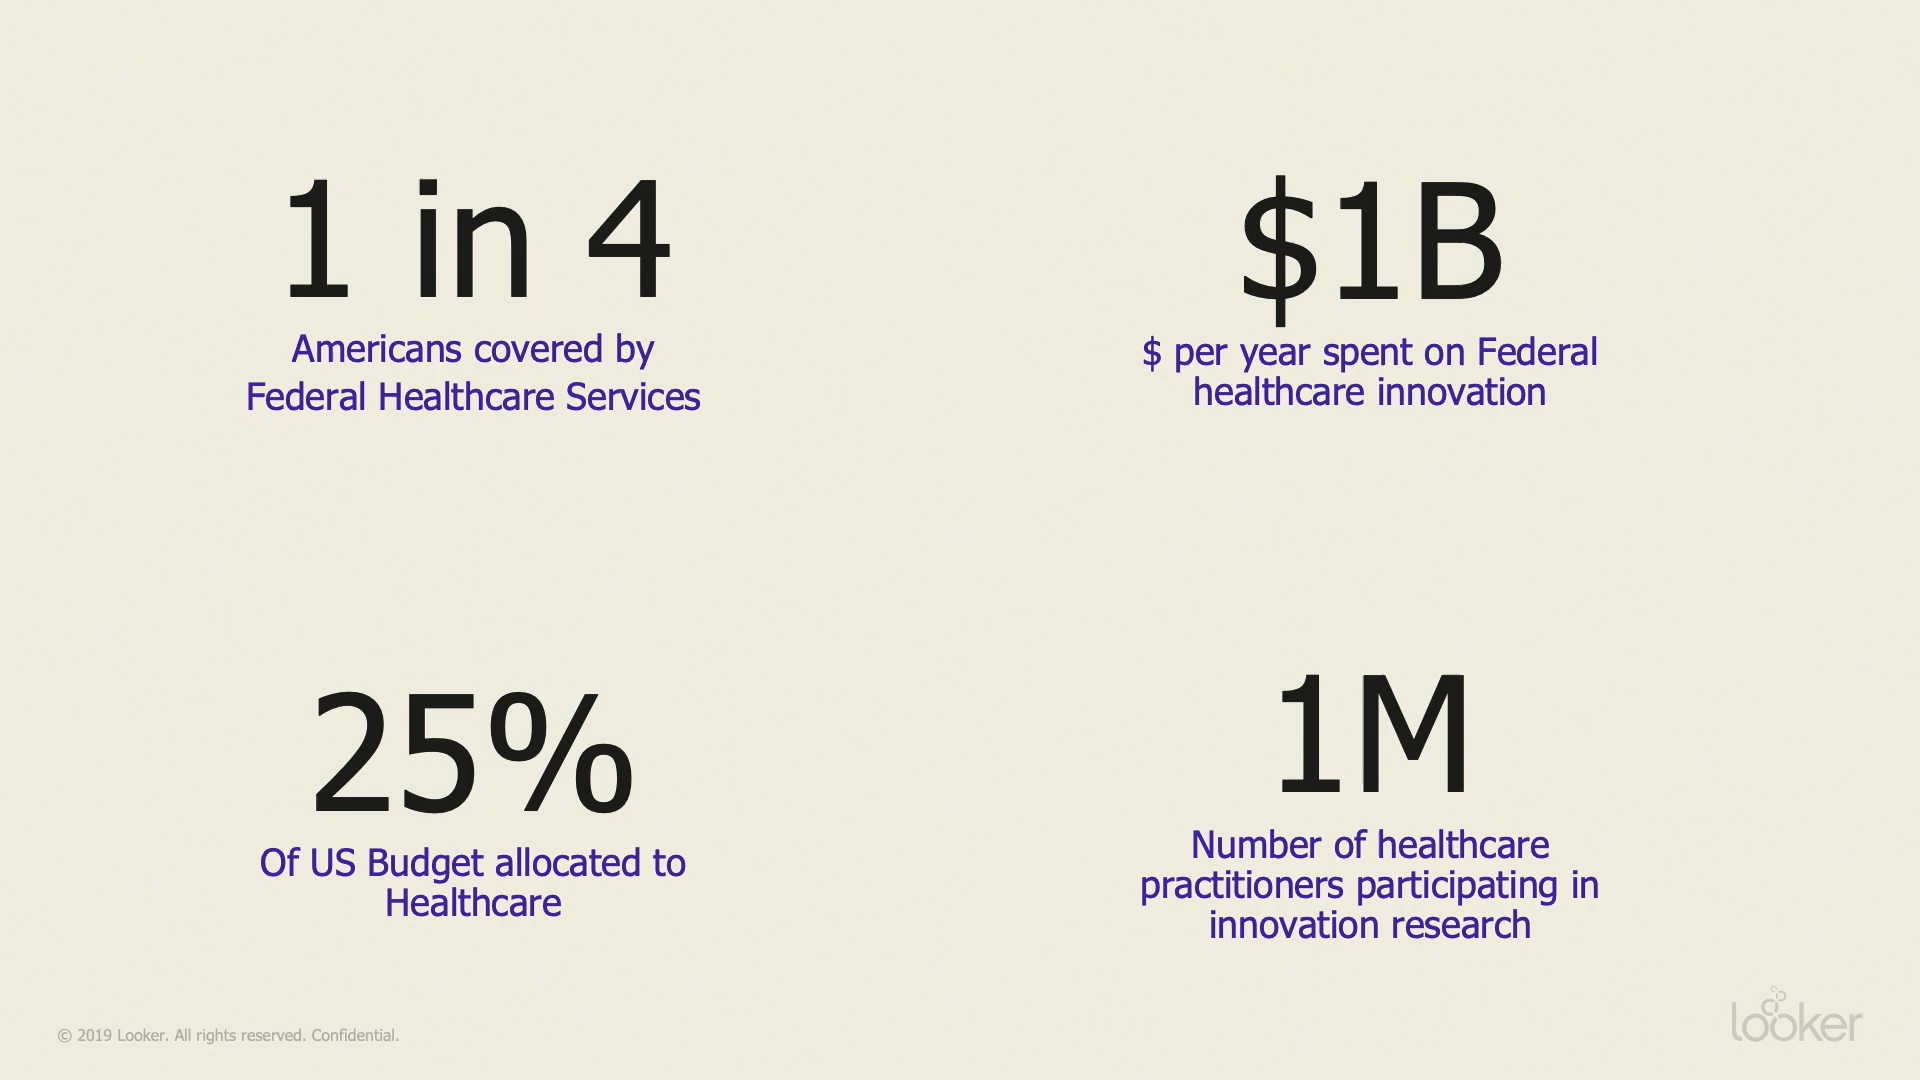 1 in 4
Americans covered by
Federal Healthcare Services
$1B
$ per year spent on Federal
healthcare innovation
25%
Of US Budget allocated to
Healthcare
1M
Number of healthcare
practitioners participating in
innovation research
© 2019 Looker. All rights reserved. Confidential.
looker